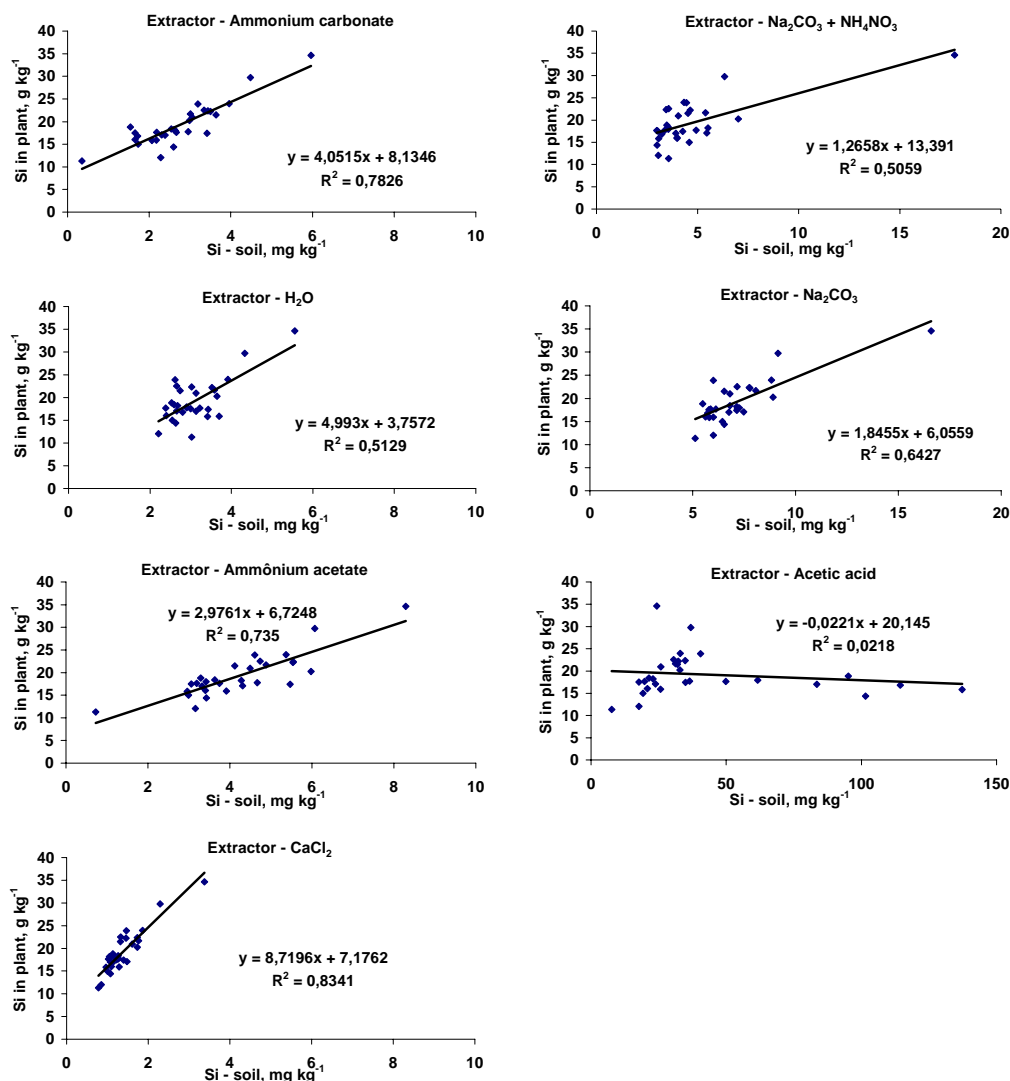 Extractor - Ammonium carbonate
Si in plant, g kg⁻¹
40
35
30
25
20
15
10
5
0
y = 4,0515x + 8,1346
R² = 0,7826
0 2 4 6 8 10
Si - soil, mg kg⁻¹
Extractor - Na₂CO₃ + NH₄NO₃
Si in plant, g kg⁻¹
40
35
30
25
20
15
10
5
0
y = 1,2658x + 13,391
R² = 0,5059
0 5 10 15 20
Si - soil, mg kg⁻¹
Extractor - H₂O
Si in plant, g kg⁻¹
40
35
30
25
20
15
10
5
0
y = 4,993x + 3,7572
R² = 0,5129
0 2 4 6 8 10
Si - soil, mg kg⁻¹
Extractor - Na₂CO₃
Si in plant, g kg⁻¹
40
35
30
25
20
15
10
5
0
y = 1,8455x + 6,0559
R² = 0,6427
0 5 10 15 20
Si - soil, mg kg⁻¹
Extractor - Ammônium acetate
Si in plant, g kg⁻¹
40
35
30
25
20
15
10
5
0
y = 2,9761x + 6,7248
R² = 0,735
0 2 4 6 8 10
Si - soil, mg kg⁻¹
Extractor - Acetic acid
Si in plant, g kg⁻¹
40
35
30
25
20
15
10
5
0
y = -0,0221x + 20,145
R² = 0,0218
0 50 100 150
Si - soil, mg kg⁻¹
Extractor - CaCl₂
Si in plant, g kg⁻¹
40
35
30
25
20
15
10
5
0
y = 8,7196x + 7,1762
R² = 0,8341
0 2 4 6 8 10
Si - soil, mg kg⁻¹